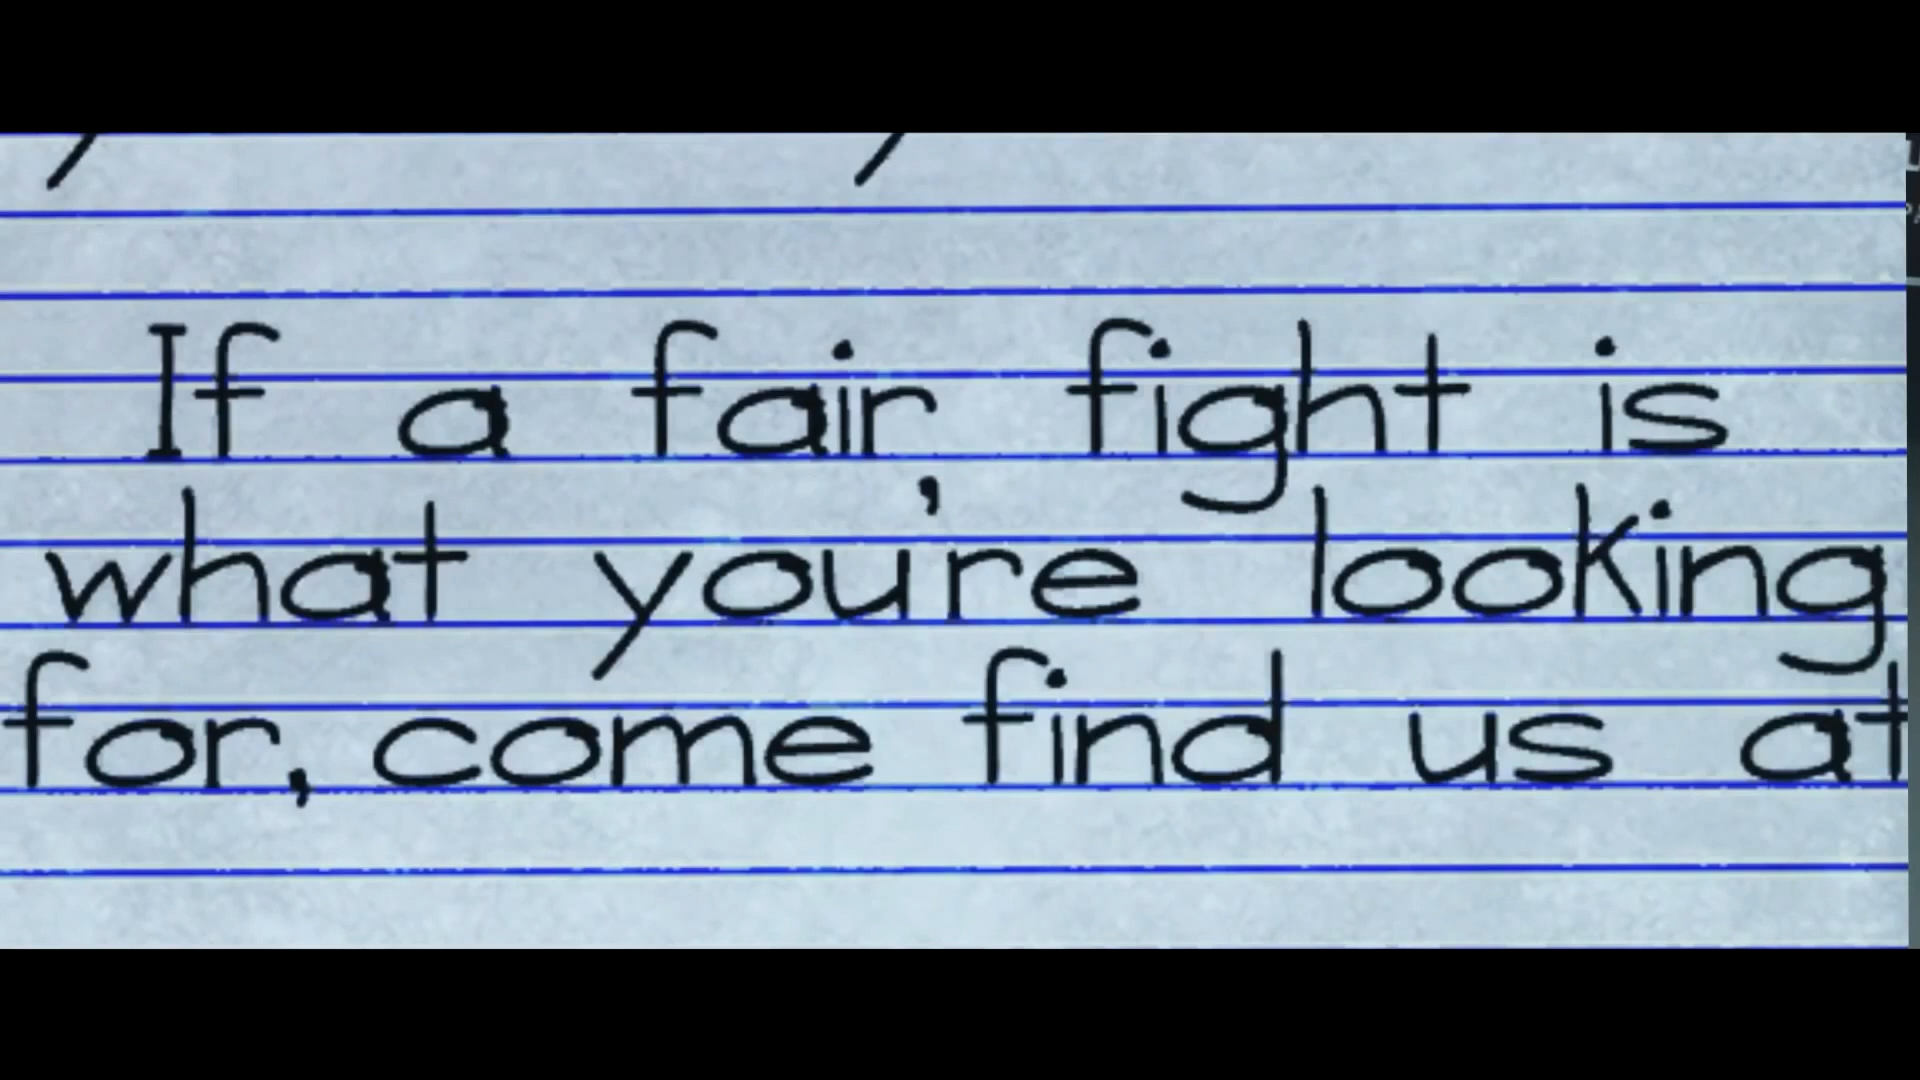 If a fair fight is
what you're looking
for, come find us at